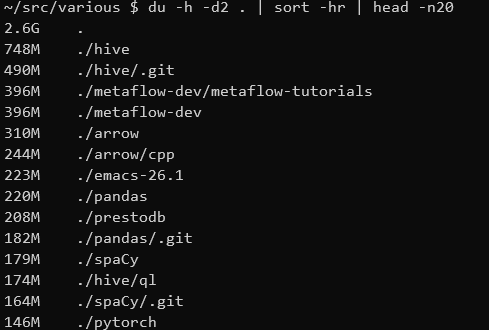 ~/src/various $ du -h -d2 . | sort -hr | head -n20
2.6G    .
748M    ./hive
490M    ./hive/.git
396M    ./metaflow-dev/metaflow-tutorials
396M    ./metaflow-dev
310M    ./arrow
244M    ./arrow/cpp
223M    ./emacs-26.1
220M    ./pandas
208M    ./prestodb
182M    ./pandas/.git
179M    ./spaCy
174M    ./hive/ql
164M    ./spaCy/.git
146M    ./pytorch